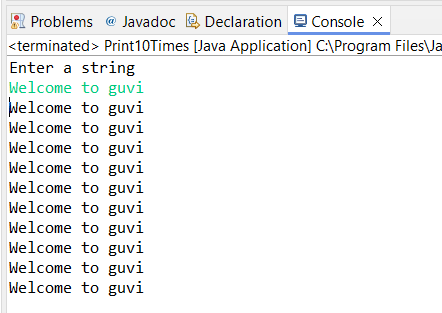 Problems @ Javadoc Declaration Console
<terminated> Print10Times [Java Application] C:\Program Files\Ja
Enter a string
Welcome to guvi
Welcome to guvi
Welcome to guvi
Welcome to guvi
Welcome to guvi
Welcome to guvi
Welcome to guvi
Welcome to guvi
Welcome to guvi
Welcome to guvi
Welcome to guvi